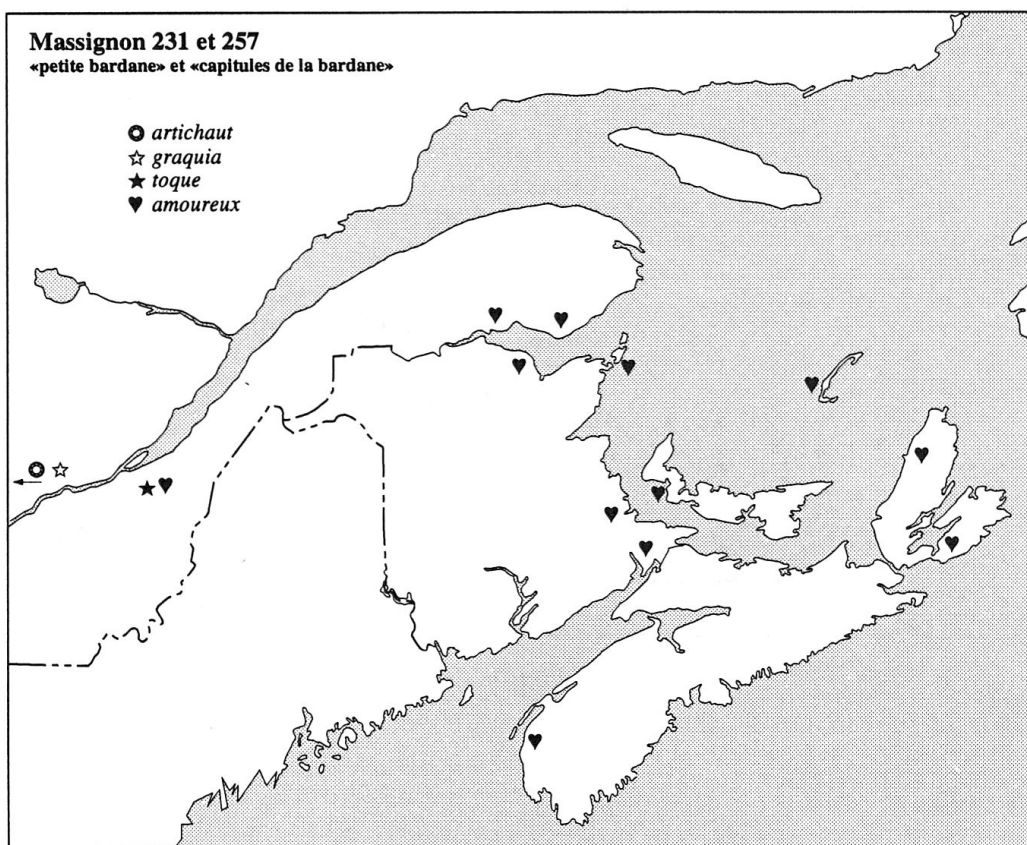 Massignon 231 et 257
«petite bardane» et «capitules de la bardane»
artichaut
graquia
toque
amoureux